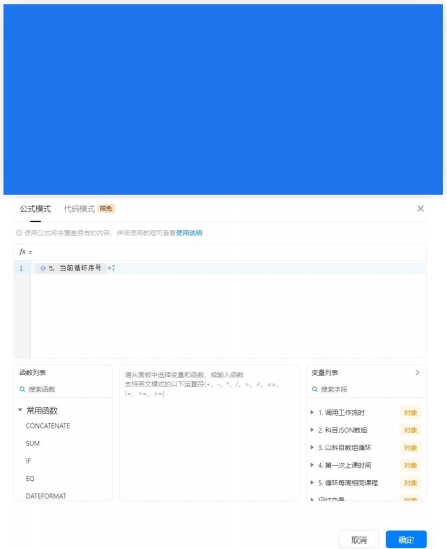 公式模式 代码模式 限免
使用公式将会覆盖原有的内容，详细使用教程可查看使用说明
fx =
1 5. 当前循环序号 *7
函数列表
搜索函数
常用函数
CONCATENATE
SUM
IF
EQ
DATEFORMAT
请从面板中选择变量和函数，或输入函数
支持英文模式的以下运算符(+、-、*、/、>、<、==、
!=、<=、>=)
变量列表
搜索字段
1. 调用工作流时 对象
2. 科目JSON数组 对象
3. 以科目数组循环 对象
4. 第一次上课时间 对象
5. 循环每周相同课程 对象
取消 确定